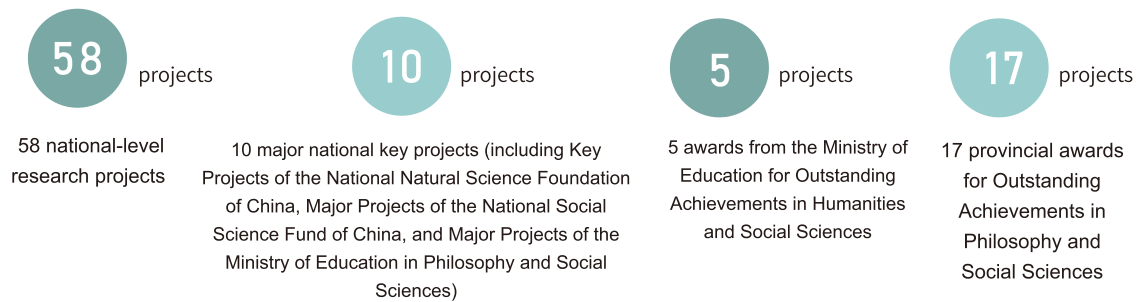 58 projects
58 national-level
research projects
10 projects
10 major national key projects (including Key
Projects of the National Natural Science Foundation
of China, Major Projects of the National Social
Science Fund of China, and Major Projects of the
Ministry of Education in Philosophy and Social
Sciences)
5 projects
5 awards from the Ministry of
Education for Outstanding
Achievements in Humanities
and Social Sciences
17 projects
17 provincial awards
for Outstanding
Achievements in
Philosophy and
Social Sciences